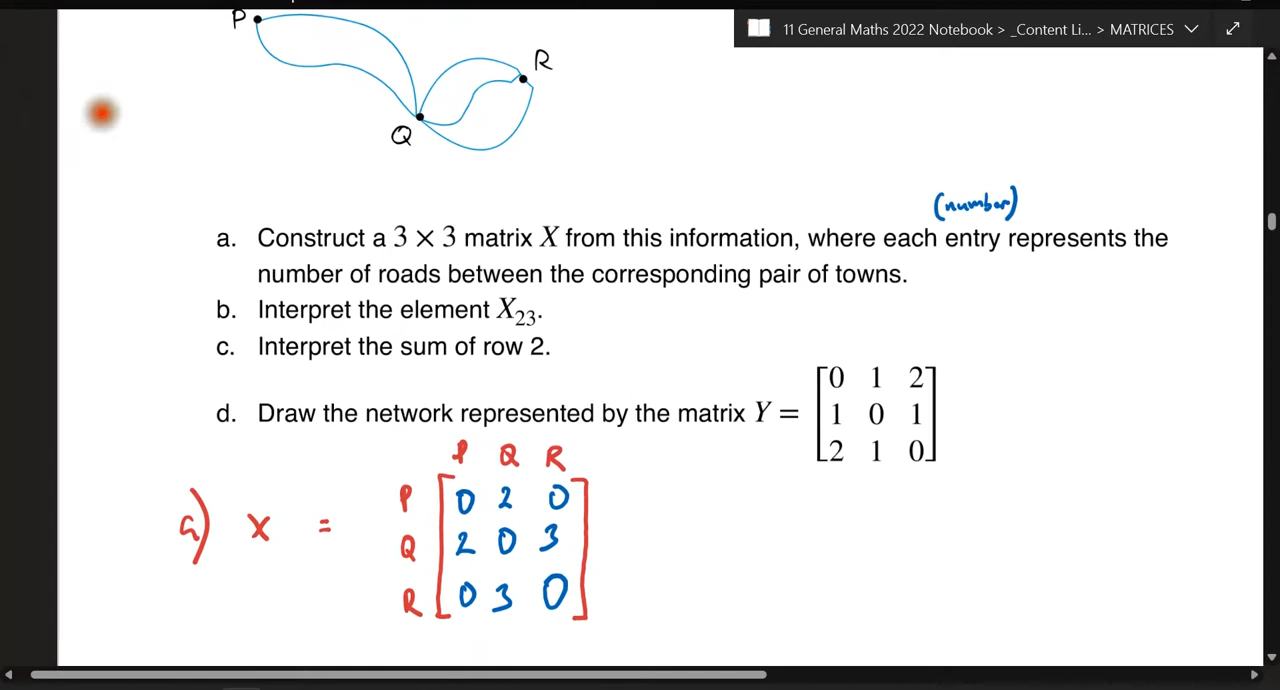 11 General Maths 2022 Notebook > _Content Li... > MATRICES
P
R
Q
(number)
a. Construct a 3 × 3 matrix X from this information, where each entry represents the
number of roads between the corresponding pair of towns.
b. Interpret the element X₂₃.
c. Interpret the sum of row 2.
d. Draw the network represented by the matrix Y =
0 1 2
1 0 1
2 1 0
P Q R
a) X =
P 0 2 0
Q 2 0 3
R 0 3 0